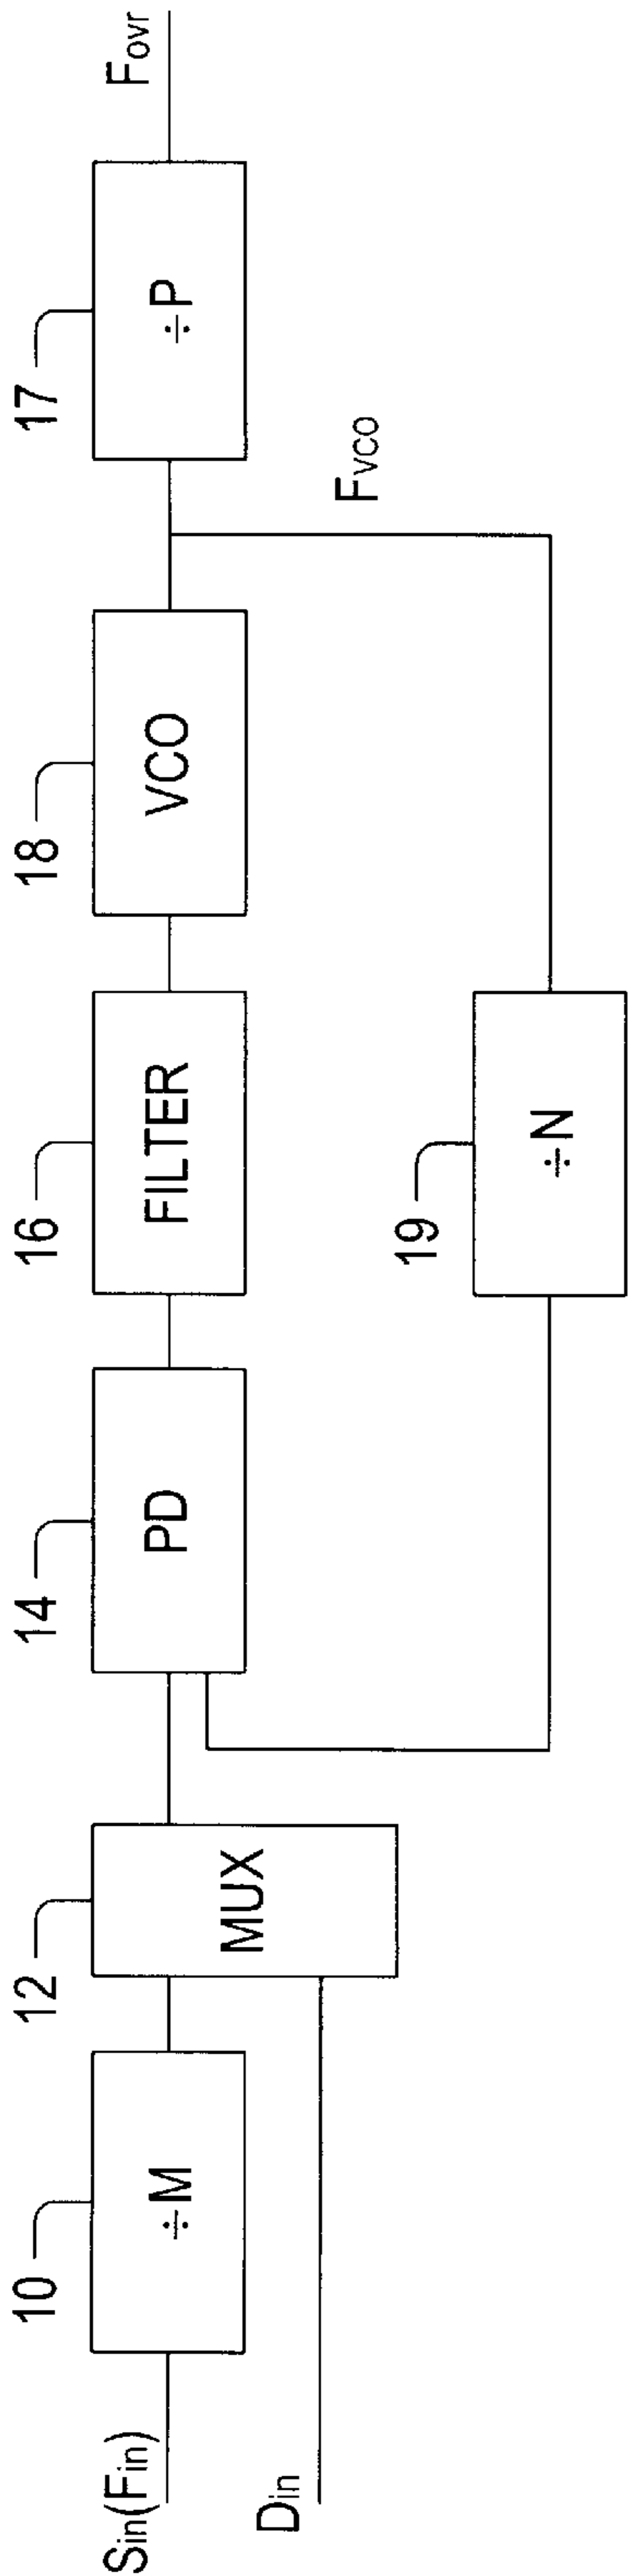 10
12
14
16
18
17
Sin(Fin)
÷M
MUX
PD
FILTER
VCO
÷P
Fovr
Din
19
÷N
FVCO